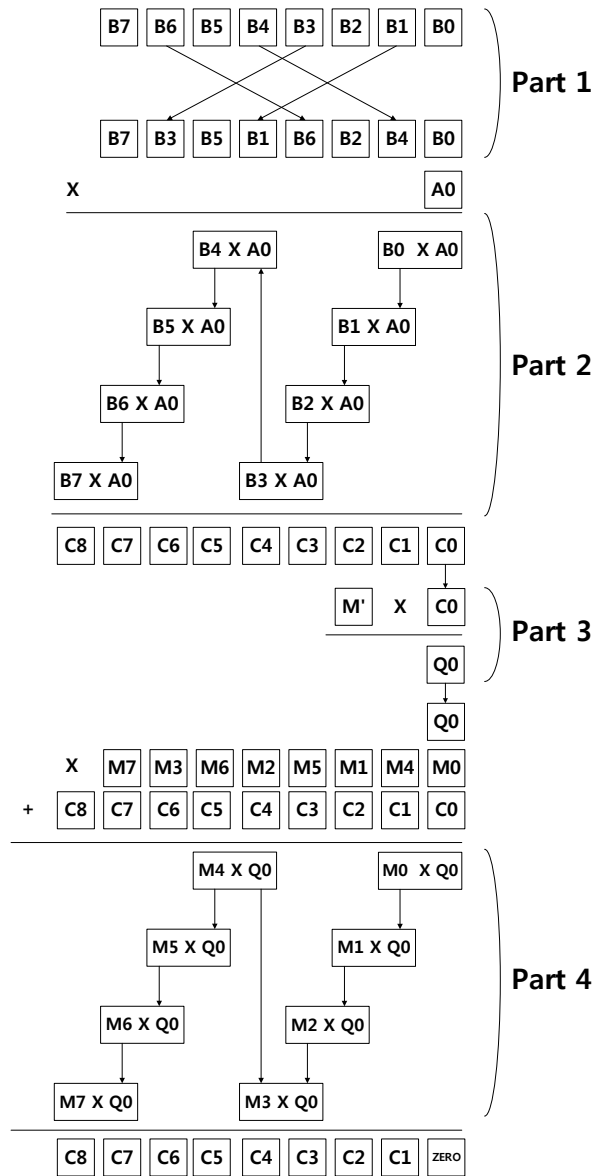 B7 B6 B5 B4 B3 B2 B1 B0
Part 1
B7 B3 B5 B1 B6 B2 B4 B0
X A0
B4 X A0 B0 X A0
B5 X A0 B1 X A0
Part 2
B6 X A0 B2 X A0
B7 X A0 B3 X A0
C8 C7 C6 C5 C4 C3 C2 C1 C0
M' X C0
Part 3
Q0
Q0
X M7 M3 M6 M2 M5 M1 M4 M0
+ C8 C7 C6 C5 C4 C3 C2 C1 C0
M4 X Q0 M0 X Q0
M5 X Q0 M1 X Q0
Part 4
M6 X Q0 M2 X Q0
M7 X Q0 M3 X Q0
C8 C7 C6 C5 C4 C3 C2 C1 ZERO